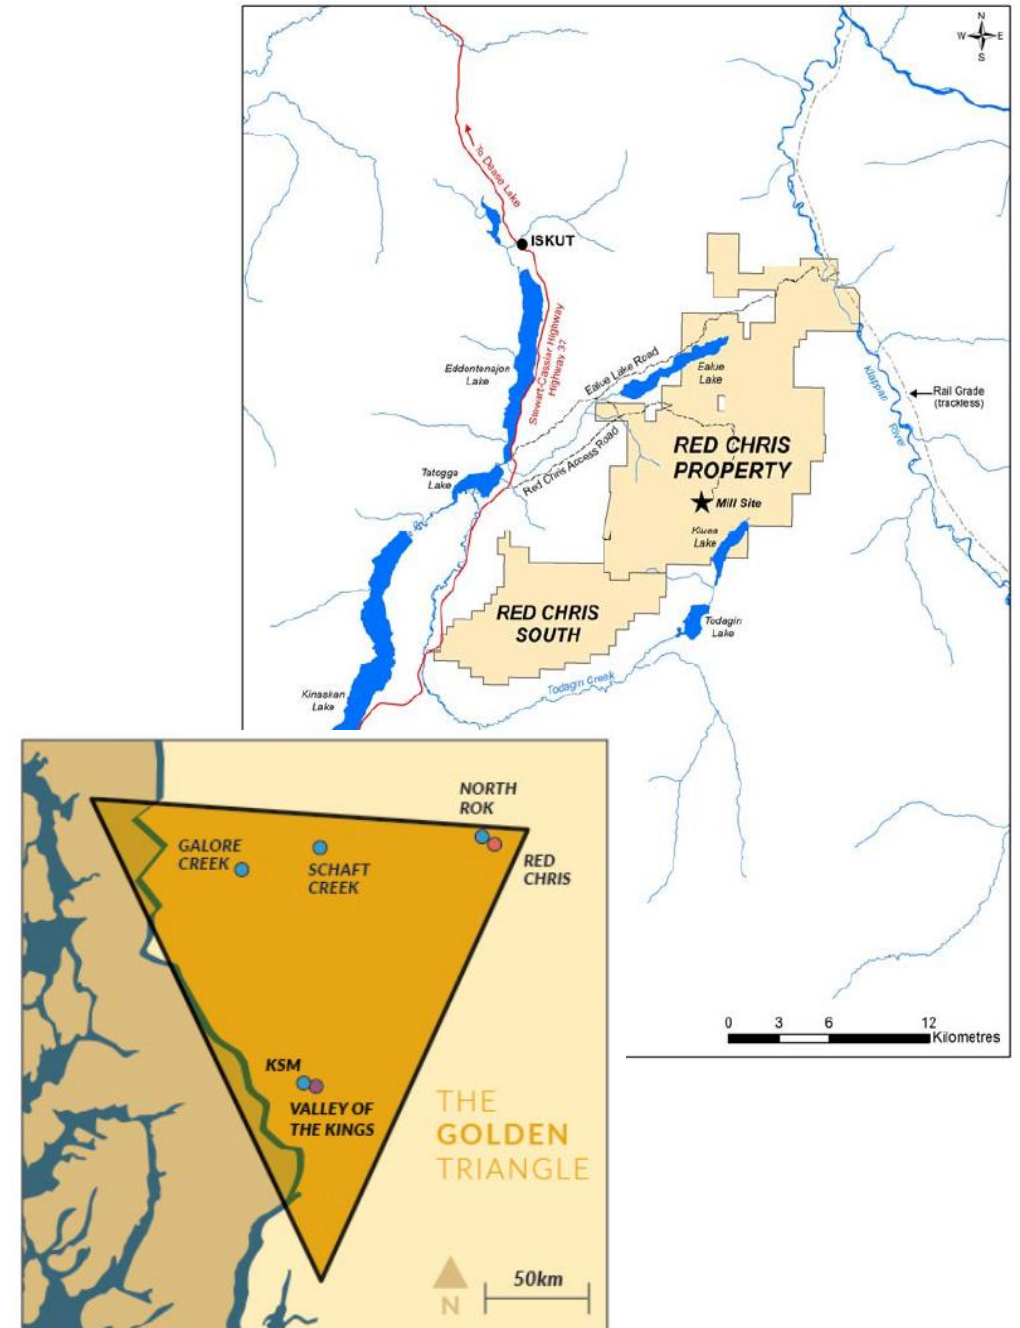 N
W E
S
To Dease Lake
ISKUT
Eddontenajon
Lake
Stewart-Cassiar Highway
Highway 37
Ealue Lake Road
Ealue
Lake
Klappan
River
Rail Grade
(trackless)
RED CHRIS
PROPERTY
Red Chris Access Road
Tatogga
Lake
Mill Site
Kluea
Lake
RED CHRIS
SOUTH
Todagin
Lake
Todagin Creek
Kinaskan
Lake
0 3 6 12
Kilometres
NORTH
ROK
GALORE
CREEK
SCHAFT
CREEK
RED
CHRIS
KSM
VALLEY OF
THE KINGS
THE
GOLDEN
TRIANGLE
N
50km